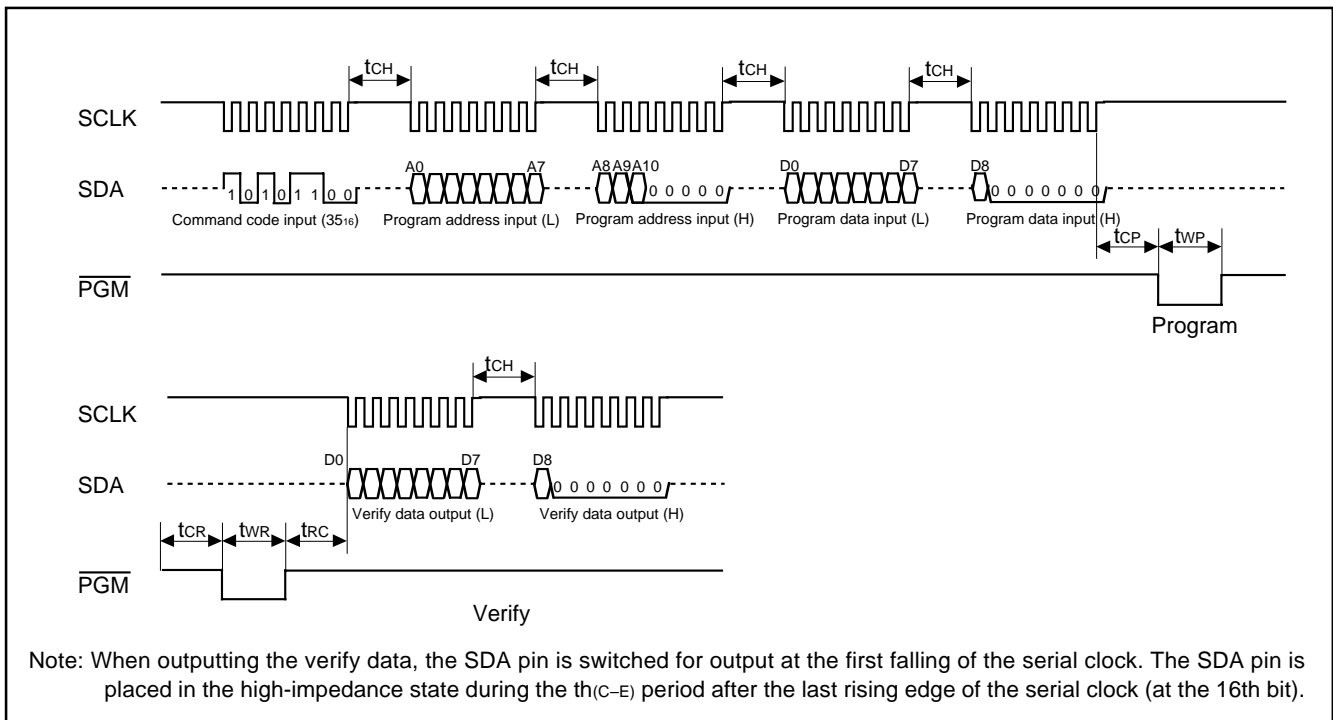 tCH tCH tCH tCH
SCLK
A0 A7 A8 A9 A10 D0 D7 D8
SDA 1 0 1 0 1 1 0 0 0 0 0 0 0 0 0 0 0 0 0 0
Command code input (3516) Program address input (L) Program address input (H) Program data input (L) Program data input (H)
tCP tWP
PGM
Program
tCH
SCLK
D0 D7 D8
SDA 0 0 0 0 0 0 0
Verify data output (L) Verify data output (H)
tCR tWR tRC
PGM
Verify
Note: When outputting the verify data, the SDA pin is switched for output at the first falling of the serial clock. The SDA pin is
placed in the high-impedance state during the th(C–E) period after the last rising edge of the serial clock (at the 16th bit).